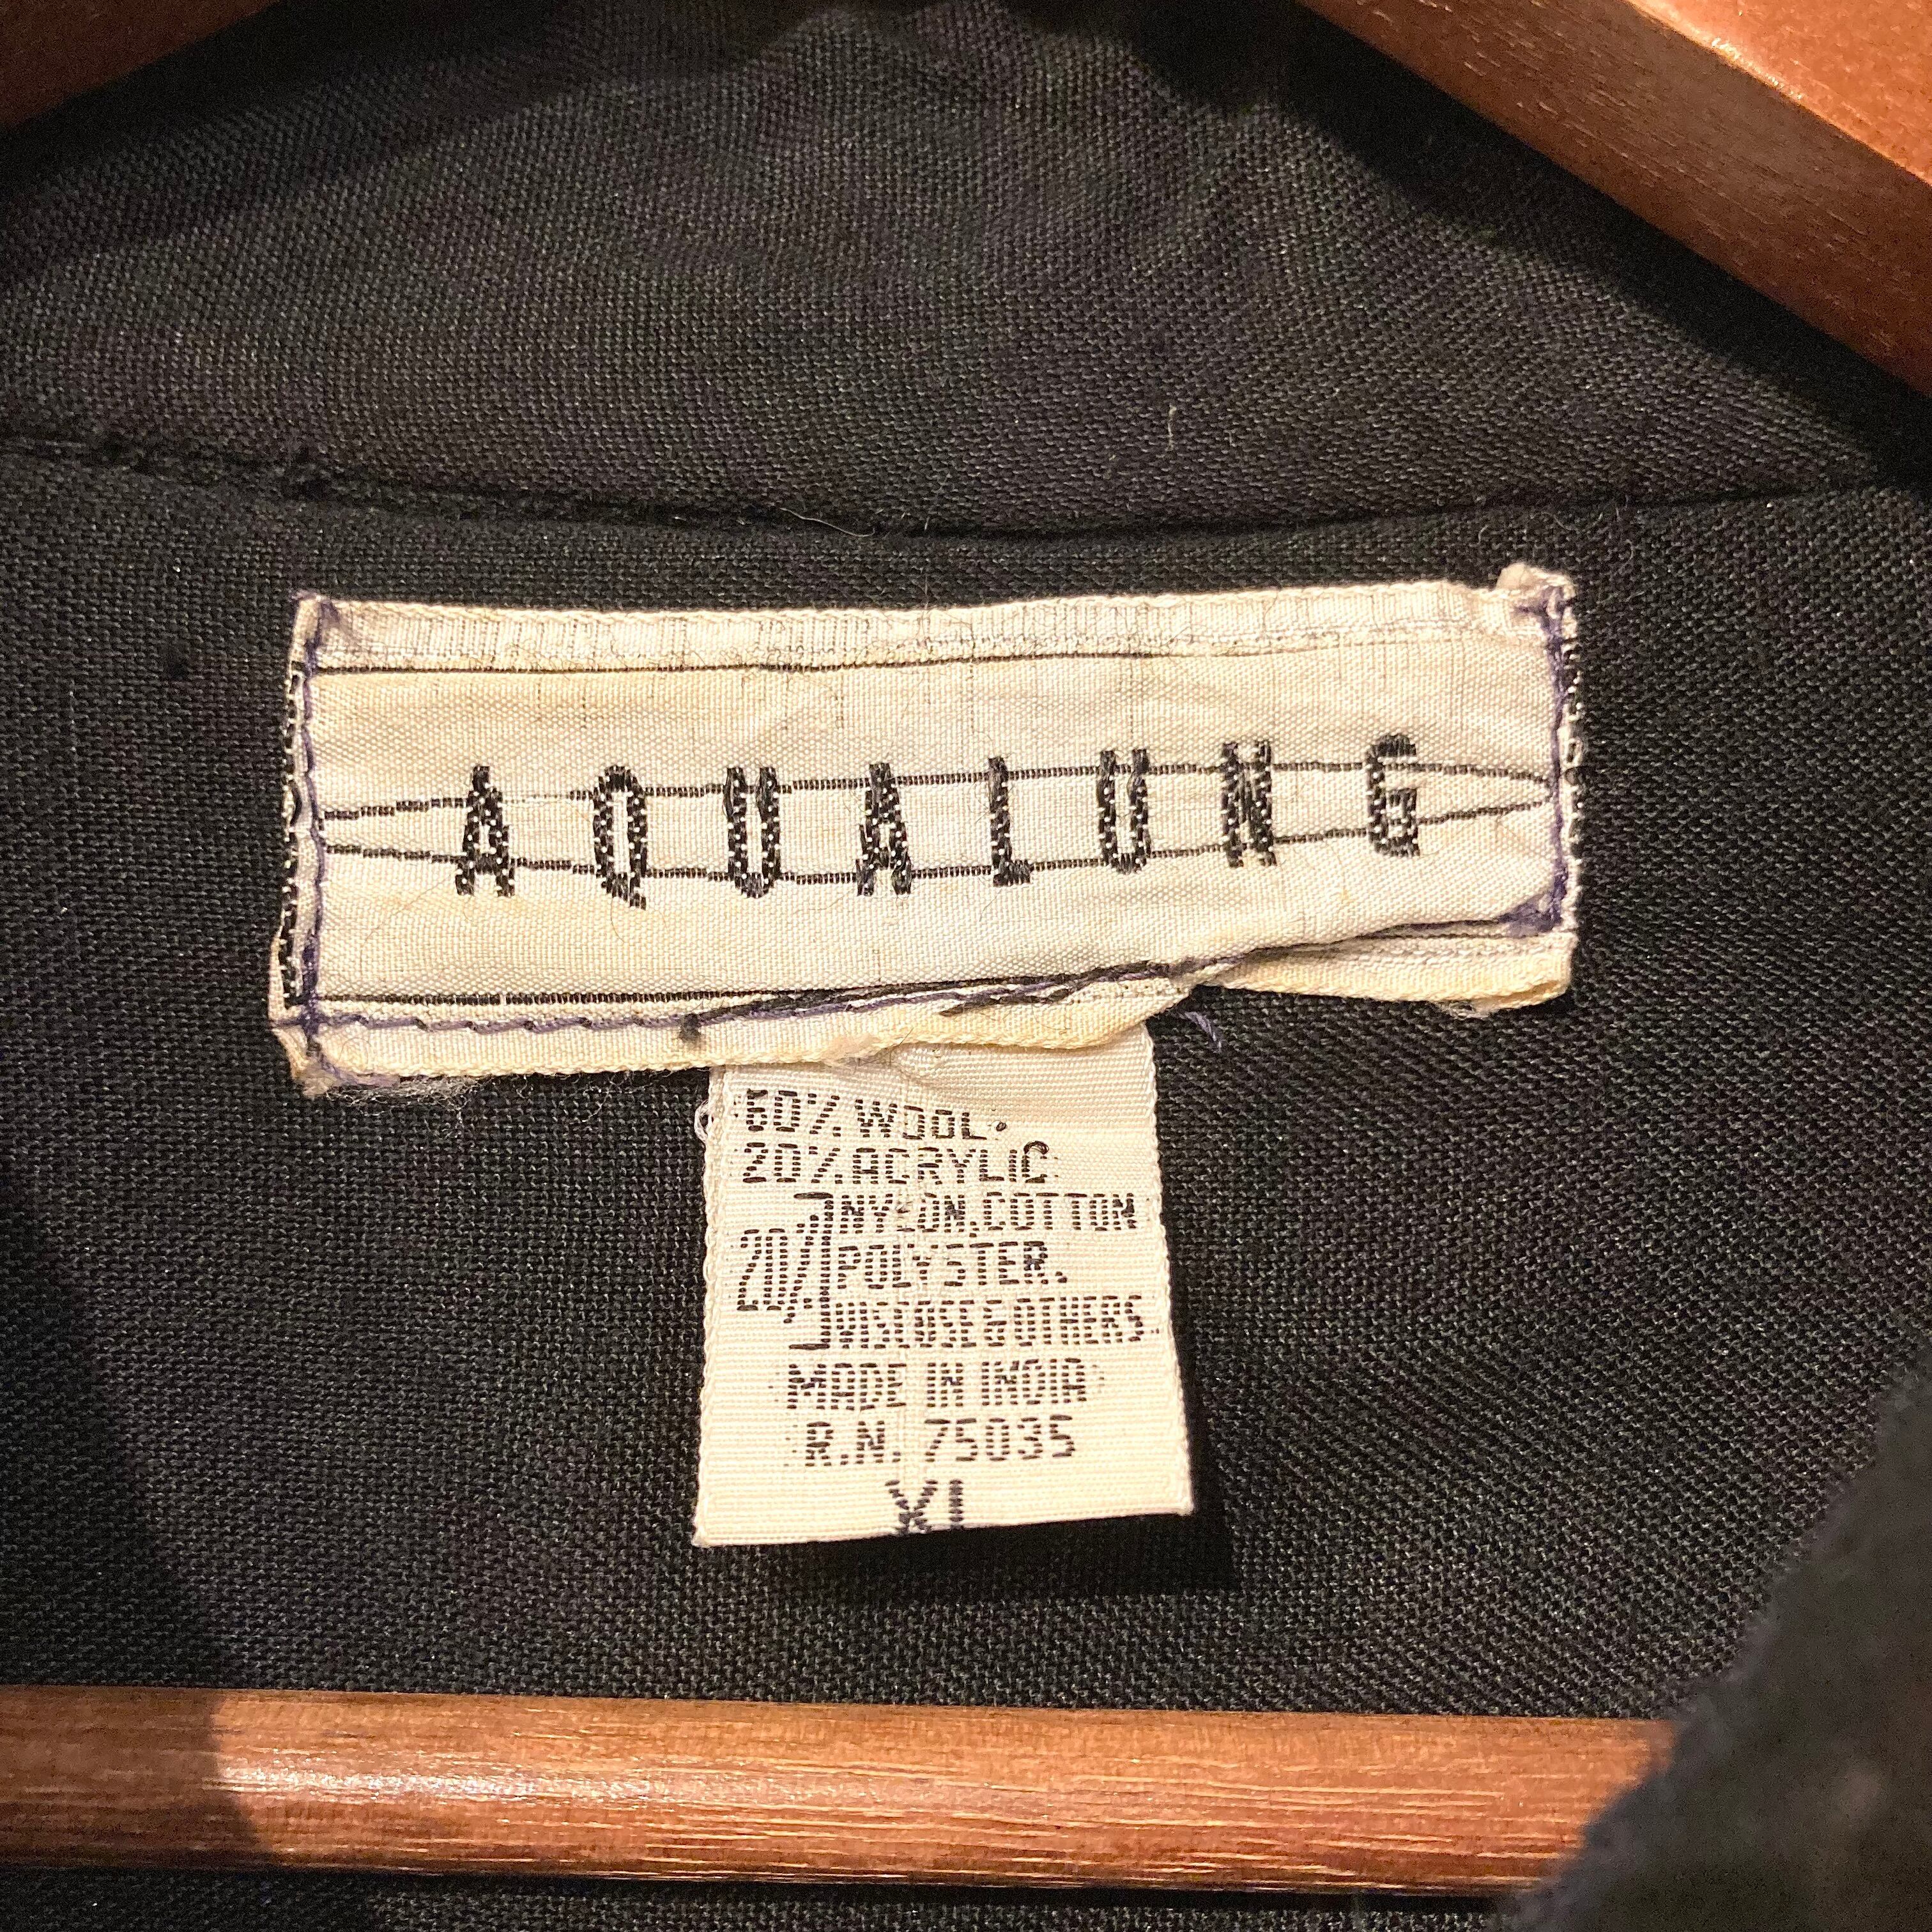 AQUALUNG
60% WOOL.
20% ACRYLIC
20% NYLON, COTTON
POLYSTER.
VISCOSE & OTHERS
MADE IN INDIA
R.N. 75035
XL